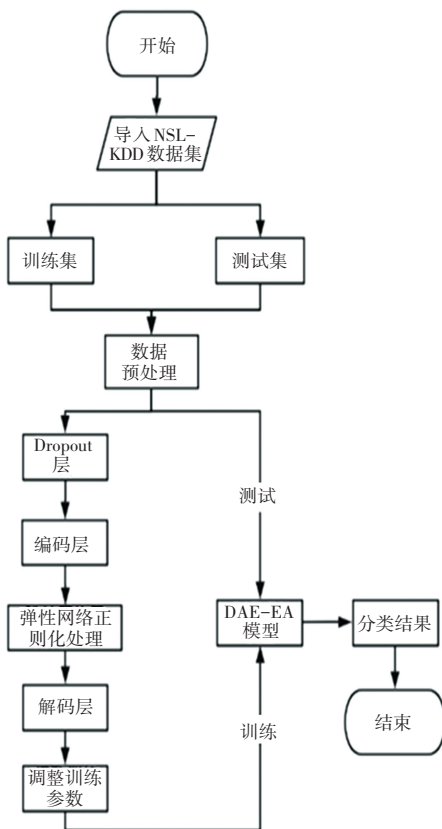 开始
导入NSL-
KDD数据集
训练集
测试集
数据
预处理
Dropout
层
编码层
弹性网络正
则化处理
解码层
调整训练
参数
测试
DAE-EA
模型
训练
分类结果
结束